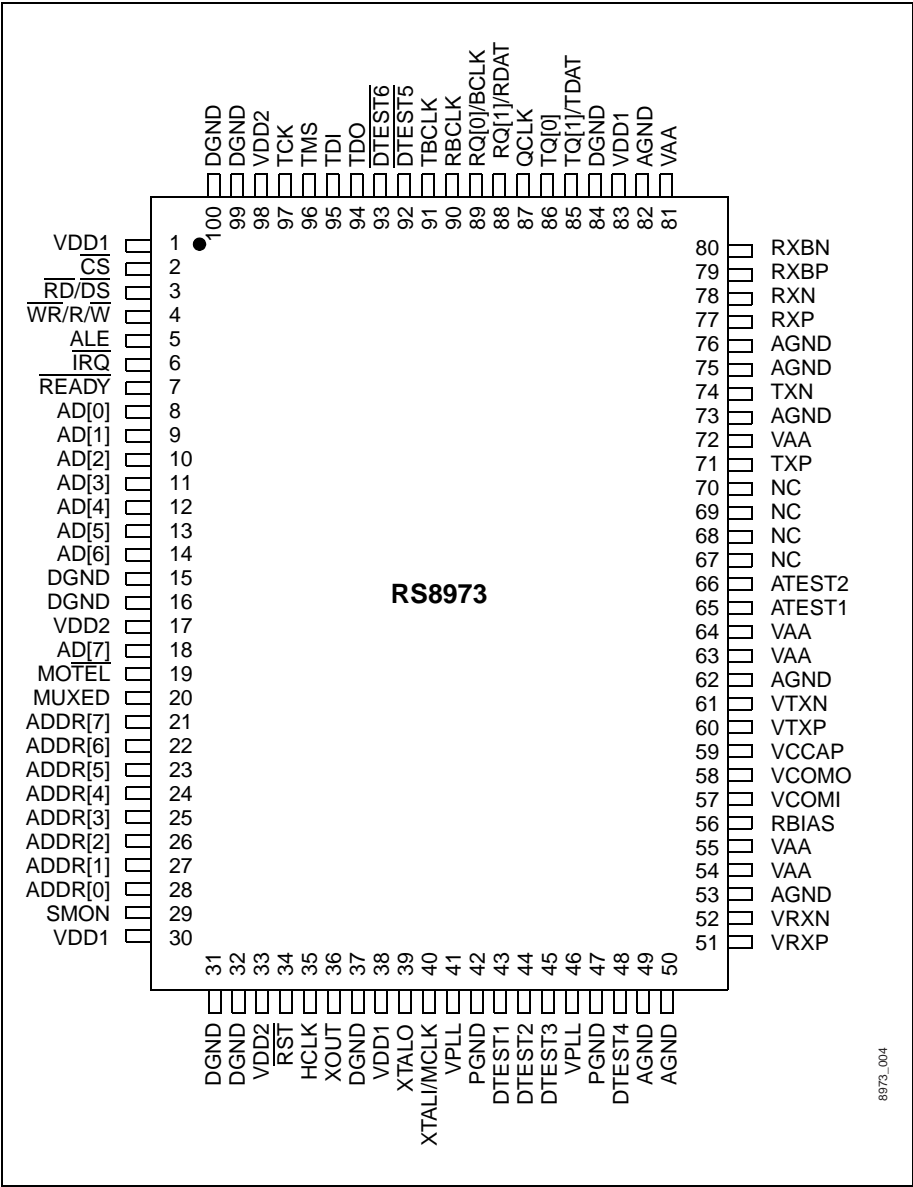 DGND
DGND
VDD2
TCK
TMS
TDI
TDO
DTEST6
DTEST5
TBCLK
RBCLK
RQ[0]/BCLK
RQ[1]/RDAT
QCLK
TQ[0]
TQ[1]/TDAT
DGND
VDD1
AGND
VAA
100
99
98
97
96
95
94
93
92
91
90
89
88
87
86
85
84
83
82
81
VDD1 1
CS 2
RD/DS 3
WR/R/W 4
ALE 5
IRQ 6
READY 7
AD[0] 8
AD[1] 9
AD[2] 10
AD[3] 11
AD[4] 12
AD[5] 13
AD[6] 14
DGND 15
DGND 16
VDD2 17
AD[7] 18
MOTEL 19
MUXED 20
ADDR[7] 21
ADDR[6] 22
ADDR[5] 23
ADDR[4] 24
ADDR[3] 25
ADDR[2] 26
ADDR[1] 27
ADDR[0] 28
SMON 29
VDD1 30
RS8973
80 RXBN
79 RXBP
78 RXN
77 RXP
76 AGND
75 AGND
74 TXN
73 AGND
72 VAA
71 TXP
70 NC
69 NC
68 NC
67 NC
66 ATEST2
65 ATEST1
64 VAA
63 VAA
62 AGND
61 VTXN
60 VTXP
59 VCCAP
58 VCOMO
57 VCOMI
56 RBIAS
55 VAA
54 VAA
53 AGND
52 VRXN
51 VRXP
31
32
33
34
35
36
37
38
39
40
41
42
43
44
45
46
47
48
49
50
DGND
DGND
VDD2
RST
HCLK
XOUT
DGND
VDD1
XTALO
XTALI/MCLK
VPLL
PGND
DTEST1
DTEST2
DTEST3
VPLL
PGND
DTEST4
AGND
AGND
8973_004